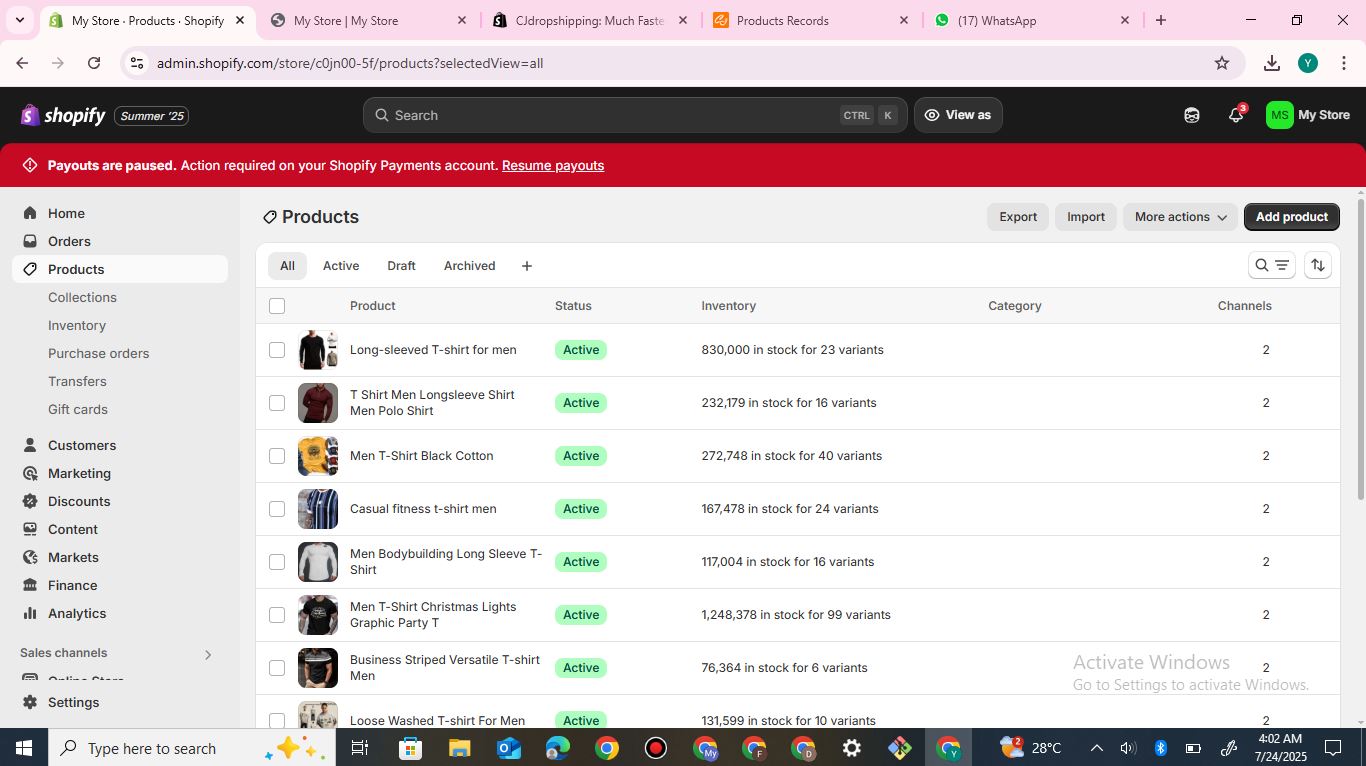 My Store · Products · Shopify
My Store | My Store
CJdropshipping: Much Faste
Products Records
(17) WhatsApp
admin.shopify.com/store/c0jn00-5f/products?selectedView=all
Y
shopify
Summer '25
Search
CTRL K
View as
3
MS
My Store
Payouts are paused. Action required on your Shopify Payments account. Resume payouts
Home
Orders
Products
Collections
Inventory
Purchase orders
Transfers
Gift cards
Customers
Marketing
Discounts
Content
Markets
Finance
Analytics
Sales channels
Online Store
Settings
Products
Export
Import
More actions
Add product
All
Active
Draft
Archived
Product Status Inventory Category Channels
Long-sleeved T-shirt for men Active 830,000 in stock for 23 variants 2
T Shirt Men Longsleeve Shirt
Men Polo Shirt
Active 232,179 in stock for 16 variants 2
Men T-Shirt Black Cotton Active 272,748 in stock for 40 variants 2
Casual fitness t-shirt men Active 167,478 in stock for 24 variants 2
Men Bodybuilding Long Sleeve T-
Shirt
Active 117,004 in stock for 16 variants 2
Men T-Shirt Christmas Lights
Graphic Party T
Active 1,248,378 in stock for 99 variants 2
Business Striped Versatile T-shirt
Men
Active 76,364 in stock for 6 variants 2
Loose Washed T-shirt For Men Active 131,599 in stock for 10 variants 2
Activate Windows
Go to Settings to activate Windows.
Type here to search
My
F
D
Y
2
28°C
4:02 AM
7/24/2025